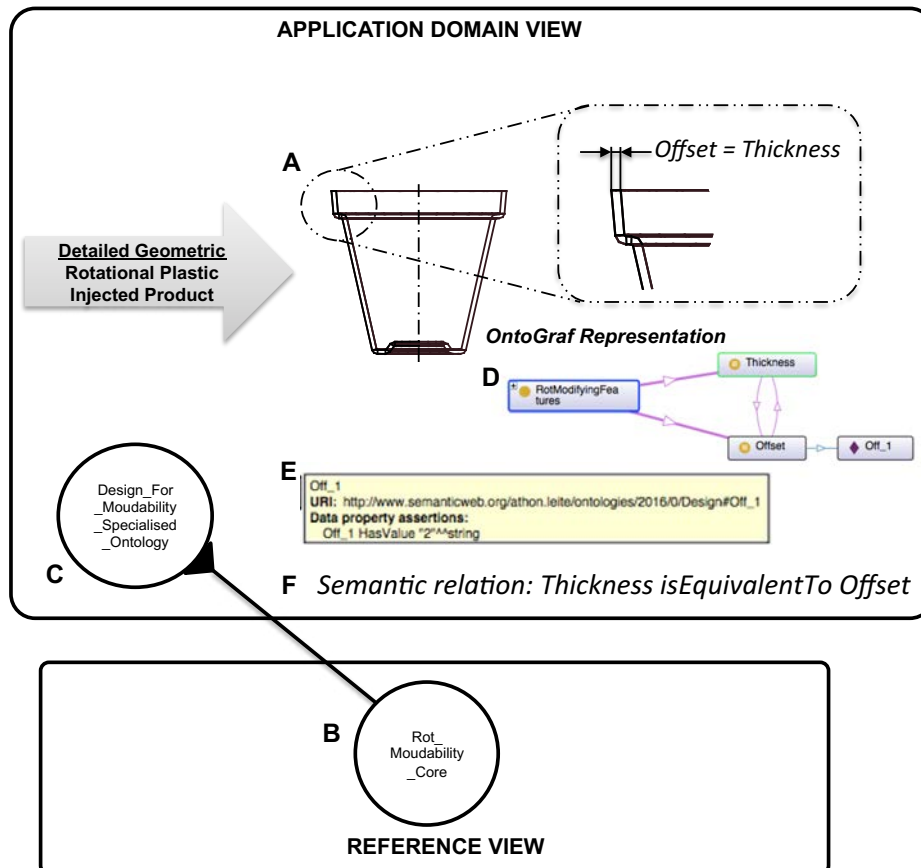 APPLICATION DOMAIN VIEW
A
Offset = Thickness
Detailed Geometric
Rotational Plastic
Injected Product
OntoGraf Representation
D
Thickness
RotModifyingFea
tures
Offset
Off_1
E
Off_1
URI: http://www.semanticweb.org/athon.leite/ontologies/2016/0/Design#Off_1
Data property assertions:
Off_1 HasValue "2"^^string
Design_For
_Moudability
_Specialised
_Ontology
C
F Semantic relation: Thickness isEquivalentTo Offset
B
Rot_
Moudability
_Core
REFERENCE VIEW